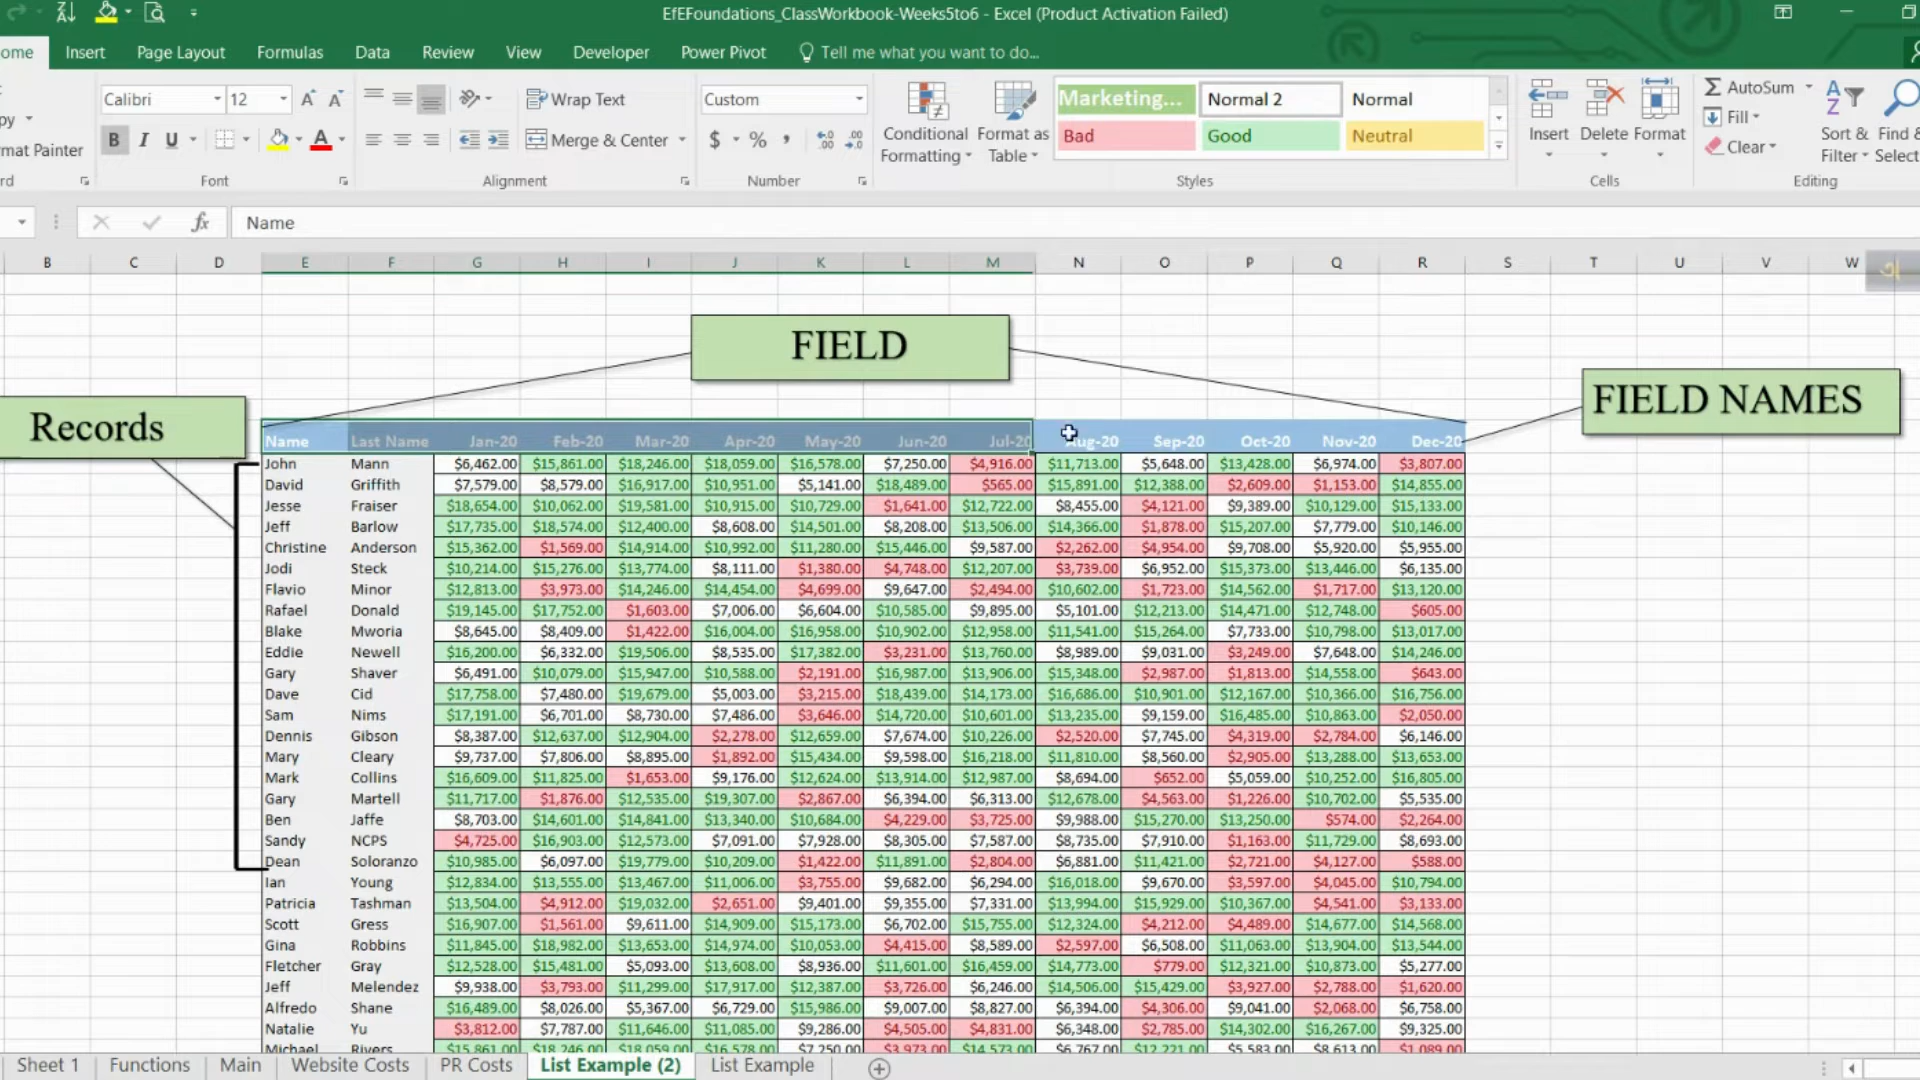 EfEFoundations_ClassWorkbook-Weeks5to6 - Excel (Product Activation Failed)
ome Insert Page Layout Formulas Data Review View Developer Power Pivot Tell me what you want to do...
Calibri 12 Wrap Text Custom Marketing... Normal 2 Normal AutoSum
py Conditional Formatting Format as Table Insert Delete Format Fill Sort & Filter Find & Select
mat Painter B I U Merge & Center $ % Bad Good Neutral Clear
rd Font Alignment Number Styles Cells Editing
fx Name
B C D E F G H I J K L M N O P Q R S T U V W
FIELD
FIELD NAMES
Records
Name Last Name Jan-20 Feb-20 Mar-20 Apr-20 May-20 Jun-20 Jul-20 Aug-20 Sep-20 Oct-20 Nov-20 Dec-20
John Mann $6,462.00 $15,861.00 $18,246.00 $18,059.00 $16,578.00 $7,250.00 $4,916.00 $11,713.00 $5,648.00 $13,428.00 $6,974.00 $3,807.00
David Griffith $7,579.00 $8,579.00 $16,917.00 $10,951.00 $5,141.00 $18,489.00 $565.00 $15,891.00 $12,388.00 $2,609.00 $1,153.00 $14,855.00
Jesse Fraiser $18,654.00 $10,062.00 $19,581.00 $10,915.00 $10,729.00 $1,641.00 $12,722.00 $8,455.00 $4,121.00 $9,389.00 $10,129.00 $15,133.00
Jeff Barlow $17,735.00 $18,574.00 $12,400.00 $8,608.00 $14,501.00 $8,208.00 $13,506.00 $14,366.00 $1,878.00 $15,207.00 $7,779.00 $10,146.00
Christine Anderson $15,362.00 $1,569.00 $14,914.00 $10,992.00 $11,280.00 $15,446.00 $9,587.00 $2,262.00 $4,954.00 $9,708.00 $5,920.00 $5,955.00
Jodi Steck $10,214.00 $15,276.00 $13,774.00 $8,111.00 $1,380.00 $4,748.00 $12,207.00 $3,739.00 $6,952.00 $15,373.00 $13,446.00 $6,135.00
Flavio Minor $12,813.00 $3,973.00 $14,246.00 $14,454.00 $4,699.00 $9,647.00 $2,494.00 $10,602.00 $1,723.00 $14,562.00 $1,717.00 $13,120.00
Rafael Donald $19,145.00 $17,752.00 $1,603.00 $7,006.00 $6,604.00 $10,585.00 $9,895.00 $5,101.00 $12,213.00 $14,471.00 $12,748.00 $605.00
Blake Mworia $8,645.00 $8,409.00 $1,422.00 $16,004.00 $16,958.00 $10,902.00 $12,958.00 $11,541.00 $15,264.00 $7,733.00 $10,798.00 $13,017.00
Eddie Newell $16,200.00 $6,332.00 $19,506.00 $8,535.00 $17,382.00 $3,231.00 $13,760.00 $8,989.00 $9,031.00 $3,249.00 $7,648.00 $14,246.00
Gary Shaver $6,491.00 $10,079.00 $15,947.00 $10,588.00 $2,191.00 $16,987.00 $13,906.00 $15,348.00 $2,987.00 $1,813.00 $14,558.00 $643.00
Dave Cid $17,758.00 $7,480.00 $19,679.00 $5,003.00 $3,215.00 $18,439.00 $14,173.00 $16,686.00 $10,901.00 $12,167.00 $10,366.00 $16,756.00
Sam Nims $17,191.00 $6,701.00 $8,730.00 $7,486.00 $3,646.00 $14,720.00 $10,601.00 $13,235.00 $9,159.00 $16,485.00 $10,863.00 $2,050.00
Dennis Gibson $8,387.00 $12,637.00 $12,904.00 $2,278.00 $12,659.00 $7,674.00 $10,226.00 $2,520.00 $7,745.00 $4,319.00 $2,784.00 $6,146.00
Mary Cleary $9,737.00 $7,806.00 $8,895.00 $1,892.00 $15,434.00 $9,598.00 $16,218.00 $11,810.00 $8,560.00 $2,905.00 $13,288.00 $13,653.00
Mark Collins $16,609.00 $11,825.00 $1,653.00 $9,176.00 $12,624.00 $13,914.00 $12,987.00 $8,694.00 $652.00 $5,059.00 $10,252.00 $16,805.00
Gary Martell $11,717.00 $1,876.00 $12,535.00 $19,307.00 $2,867.00 $6,394.00 $6,313.00 $12,678.00 $4,563.00 $1,226.00 $10,702.00 $5,535.00
Ben Jaffe $8,703.00 $14,601.00 $14,841.00 $13,340.00 $10,684.00 $4,229.00 $3,725.00 $9,988.00 $15,270.00 $13,250.00 $574.00 $2,264.00
Sandy NCPS $4,725.00 $16,903.00 $12,573.00 $7,091.00 $7,928.00 $8,305.00 $7,587.00 $8,735.00 $7,910.00 $1,163.00 $11,729.00 $8,693.00
Dean Soloranzo $10,985.00 $6,097.00 $19,779.00 $10,209.00 $1,422.00 $11,891.00 $2,804.00 $6,881.00 $11,421.00 $2,721.00 $4,127.00 $588.00
Ian Young $12,834.00 $13,555.00 $13,467.00 $11,006.00 $3,755.00 $9,682.00 $6,294.00 $16,018.00 $9,670.00 $3,597.00 $4,045.00 $10,794.00
Patricia Tashman $13,504.00 $4,912.00 $19,032.00 $2,651.00 $9,401.00 $9,355.00 $7,331.00 $13,994.00 $15,929.00 $10,367.00 $4,541.00 $3,133.00
Scott Gress $16,907.00 $1,561.00 $9,611.00 $14,909.00 $15,173.00 $6,702.00 $15,755.00 $12,324.00 $4,212.00 $4,489.00 $14,677.00 $14,568.00
Gina Robbins $11,845.00 $18,982.00 $13,653.00 $14,974.00 $10,053.00 $4,415.00 $8,589.00 $2,597.00 $6,508.00 $11,063.00 $13,904.00 $13,544.00
Fletcher Gray $12,528.00 $15,481.00 $5,093.00 $13,608.00 $8,936.00 $11,601.00 $16,459.00 $14,773.00 $779.00 $12,321.00 $10,873.00 $5,277.00
Jeff Melendez $9,938.00 $3,793.00 $11,299.00 $17,917.00 $12,387.00 $3,726.00 $6,246.00 $14,506.00 $15,429.00 $3,927.00 $2,788.00 $1,620.00
Alfredo Shane $16,489.00 $8,026.00 $5,367.00 $6,729.00 $15,986.00 $9,007.00 $8,827.00 $6,394.00 $4,306.00 $9,041.00 $2,068.00 $6,758.00
Natalie Yu $3,812.00 $7,787.00 $11,646.00 $11,085.00 $9,286.00 $4,505.00 $4,831.00 $6,348.00 $2,785.00 $14,302.00 $16,267.00 $9,325.00
Michael Rivers $15,861.00 $18,246.00 $18,059.00 $16,578.00 $7,250.00 $3,973.00 $14,573.00 $6,767.00 $12,221.00 $5,583.00 $8,613.00 $1,089.00
Sheet 1 Functions Main Website Costs PR Costs List Example (2) List Example